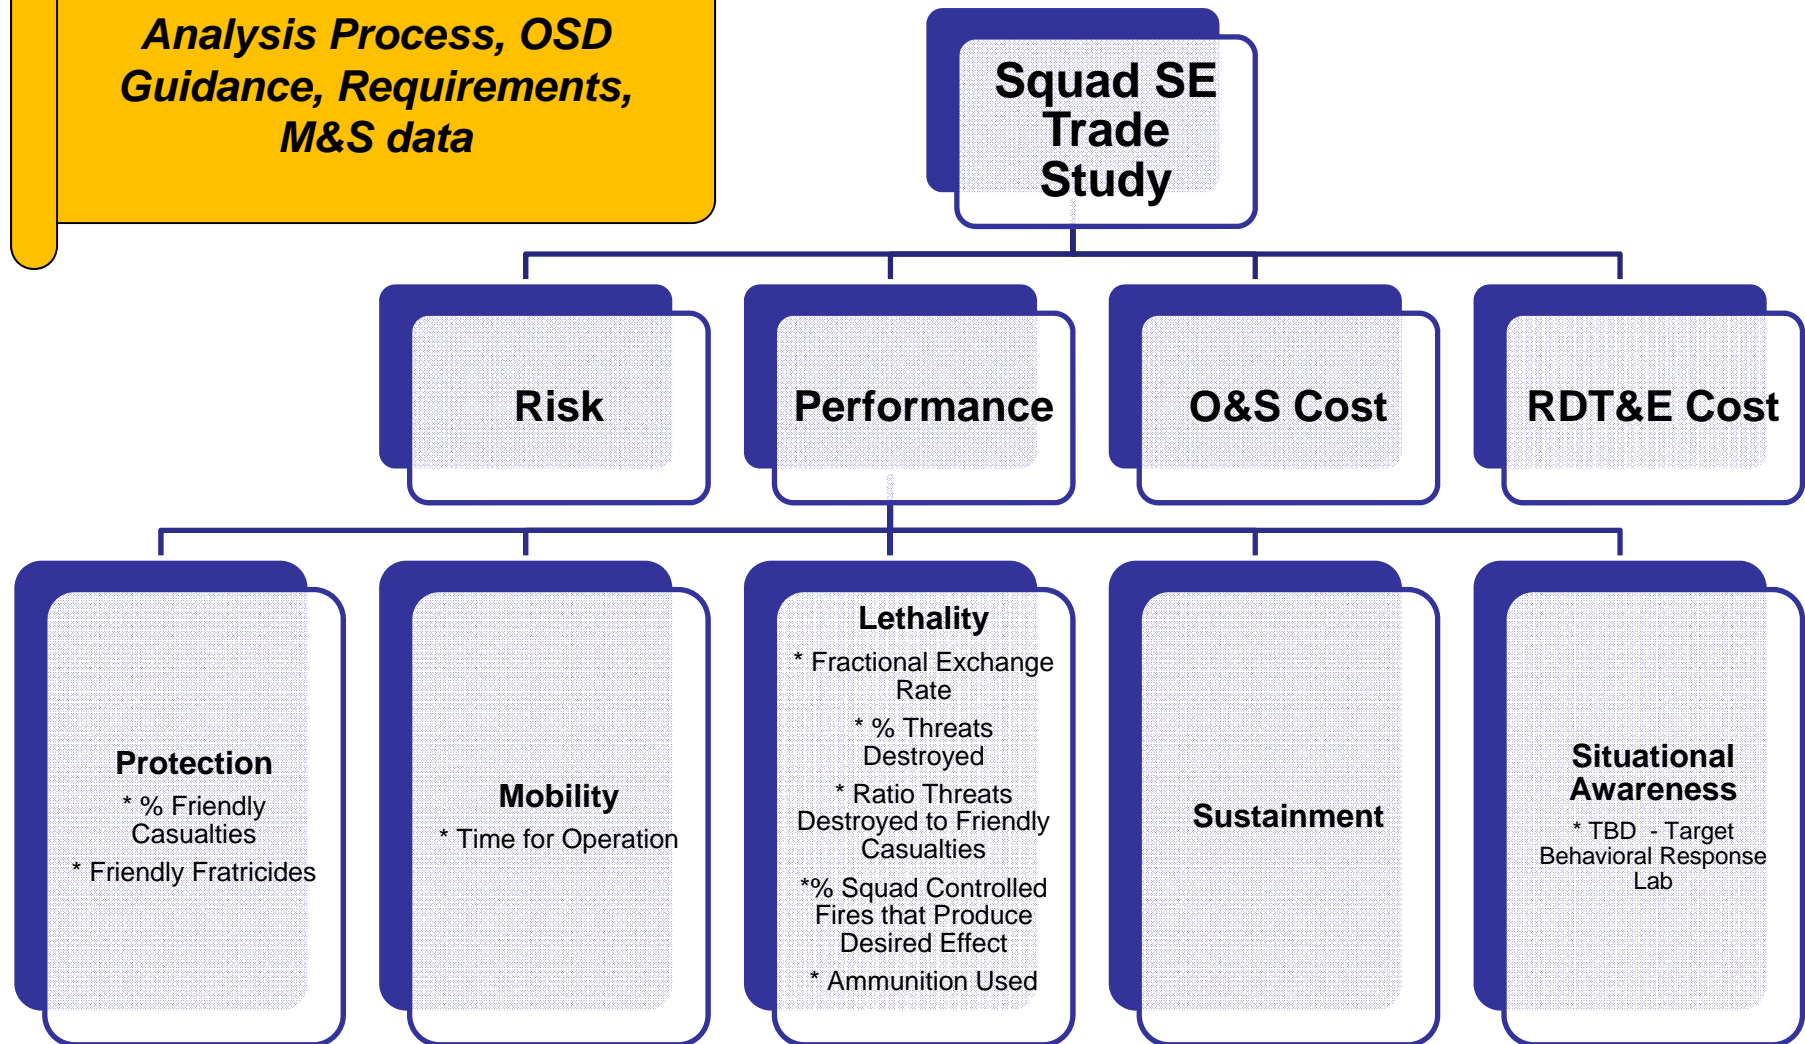 Analysis Process, OSD
Guidance, Requirements,
M&S data
Squad SE
Trade
Study
Risk
Performance
O&S Cost
RDT&E Cost
Protection
* % Friendly
Casualties
* Friendly Fratricides
Mobility
* Time for Operation
Lethality
* Fractional Exchange
Rate
* % Threats
Destroyed
* Ratio Threats
Destroyed to Friendly
Casualties
*% Squad Controlled
Fires that Produce
Desired Effect
* Ammunition Used
Sustainment
Situational
Awareness
* TBD  - Target
Behavioral Response
Lab